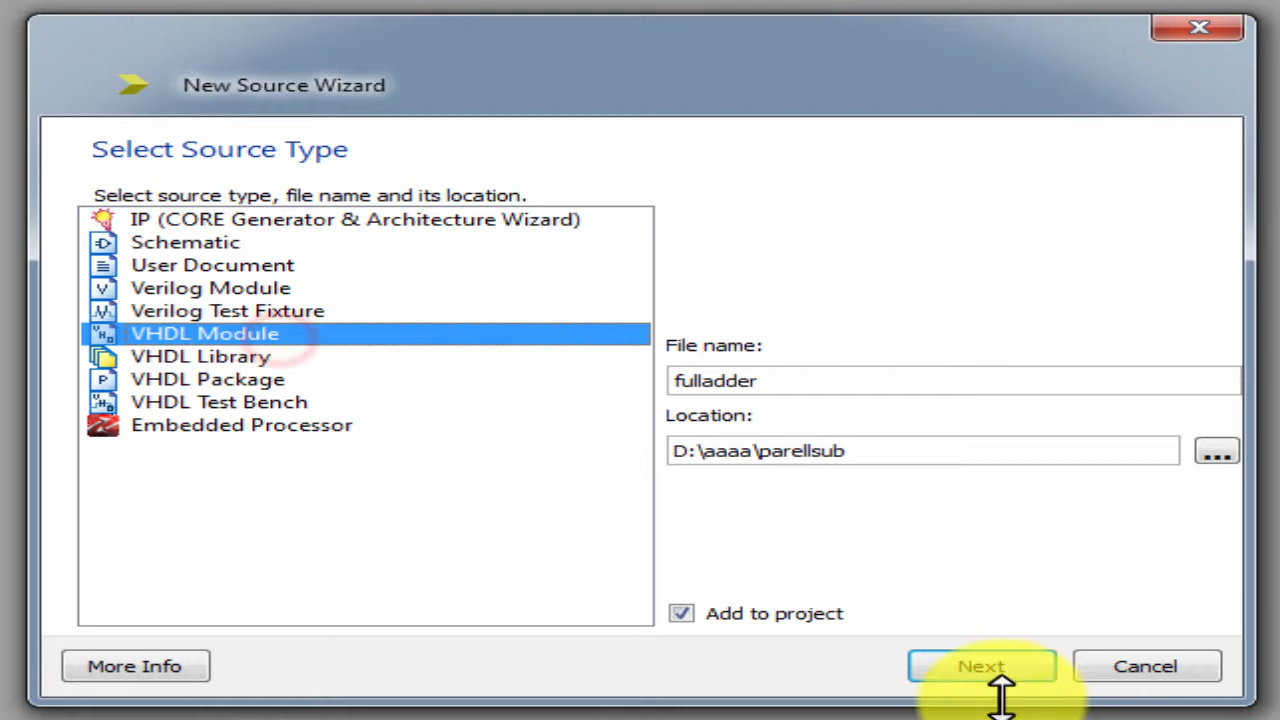 New Source Wizard
Select Source Type
Select source type, file name and its location.
IP (CORE Generator & Architecture Wizard)
Schematic
User Document
Verilog Module
Verilog Test Fixture
VHDL Module
VHDL Library
VHDL Package
VHDL Test Bench
Embedded Processor
File name:
fulladder
Location:
D:\aaaa\parellsub
...
Add to project
More Info
Next
Cancel